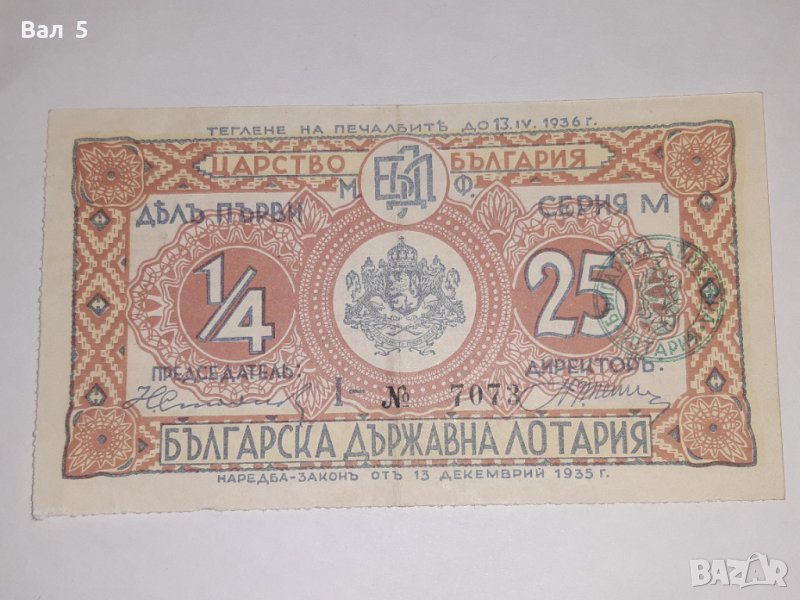 Вал 5
ТЕГЛЕНЕ НА ПЕЧАЛБИТѢ ДО 13.IV.1936 г.
ЦАРСТВО БЪЛГАРИЯ
М. Ф.
ДѢЛЪ ПЪРВИ СЕРИЯ М
1/4 25
ПРЕДСЕДАТЕЛЬ: ДИРЕКТОРЪ:
I- № 7073
БЪЛГАРСКА ДЪРЖАВНА ЛОТАРИЯ
НАРЕДБА-ЗАКОНЪ ОТЪ 13 ДЕКЕМВРИЙ 1935 г.
BAZAR